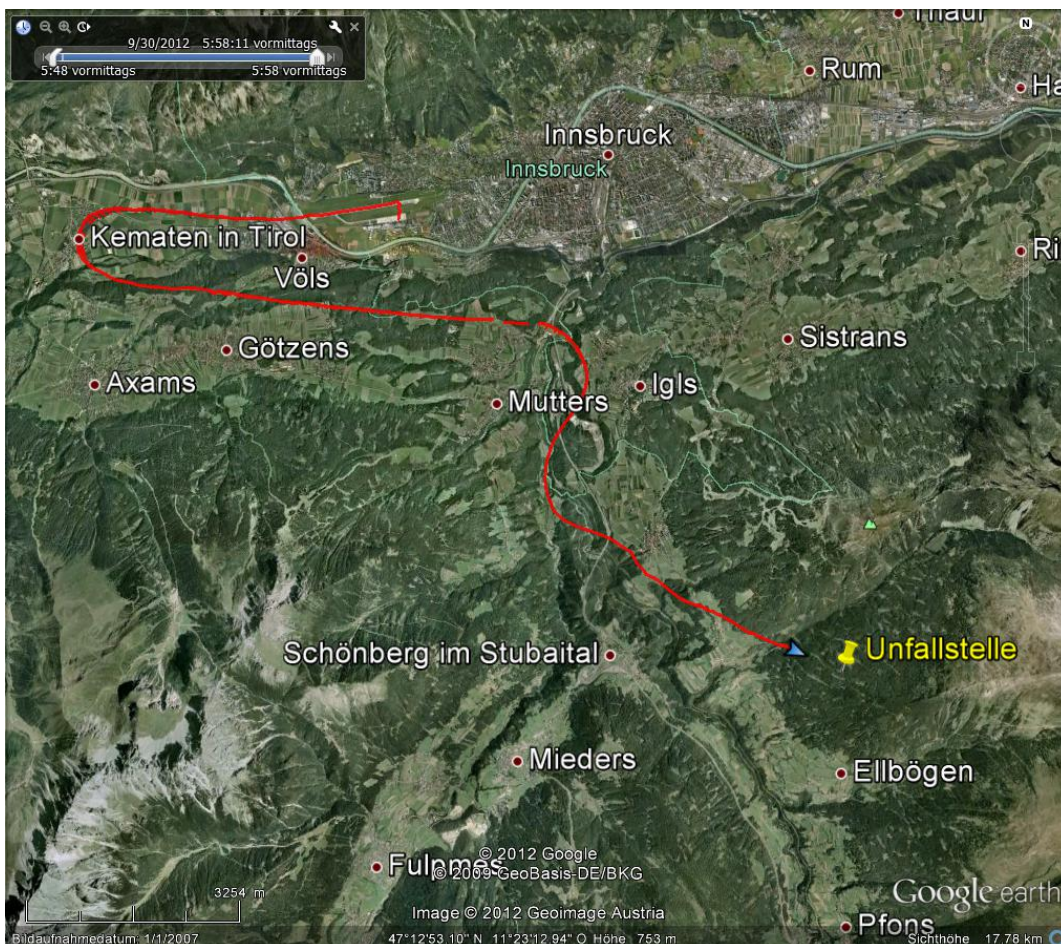 9/30/2012 5:58:11 vormittags
5:48 vormittags 5:58 vormittags
Thaur
N
Rum
Ha
Innsbruck
Innsbruck
Kematen in Tirol
Völs
Ri
Götzens
Sistrans
Axams
Igls
Mutters
Schönberg im Stubaital
Unfallstelle
Mieders
Ellbögen
Fulpmes
© 2012 Google
© 2009 GeoBasis-DE/BKG
3254 m
Google earth
Image © 2012 Geoimage Austria
Pfons
Bildaufnahmedatum: 1/1/2007 47°12'53.10" N 11°23'12.94" O Höhe 753 m Sichthöhe 17.78 km